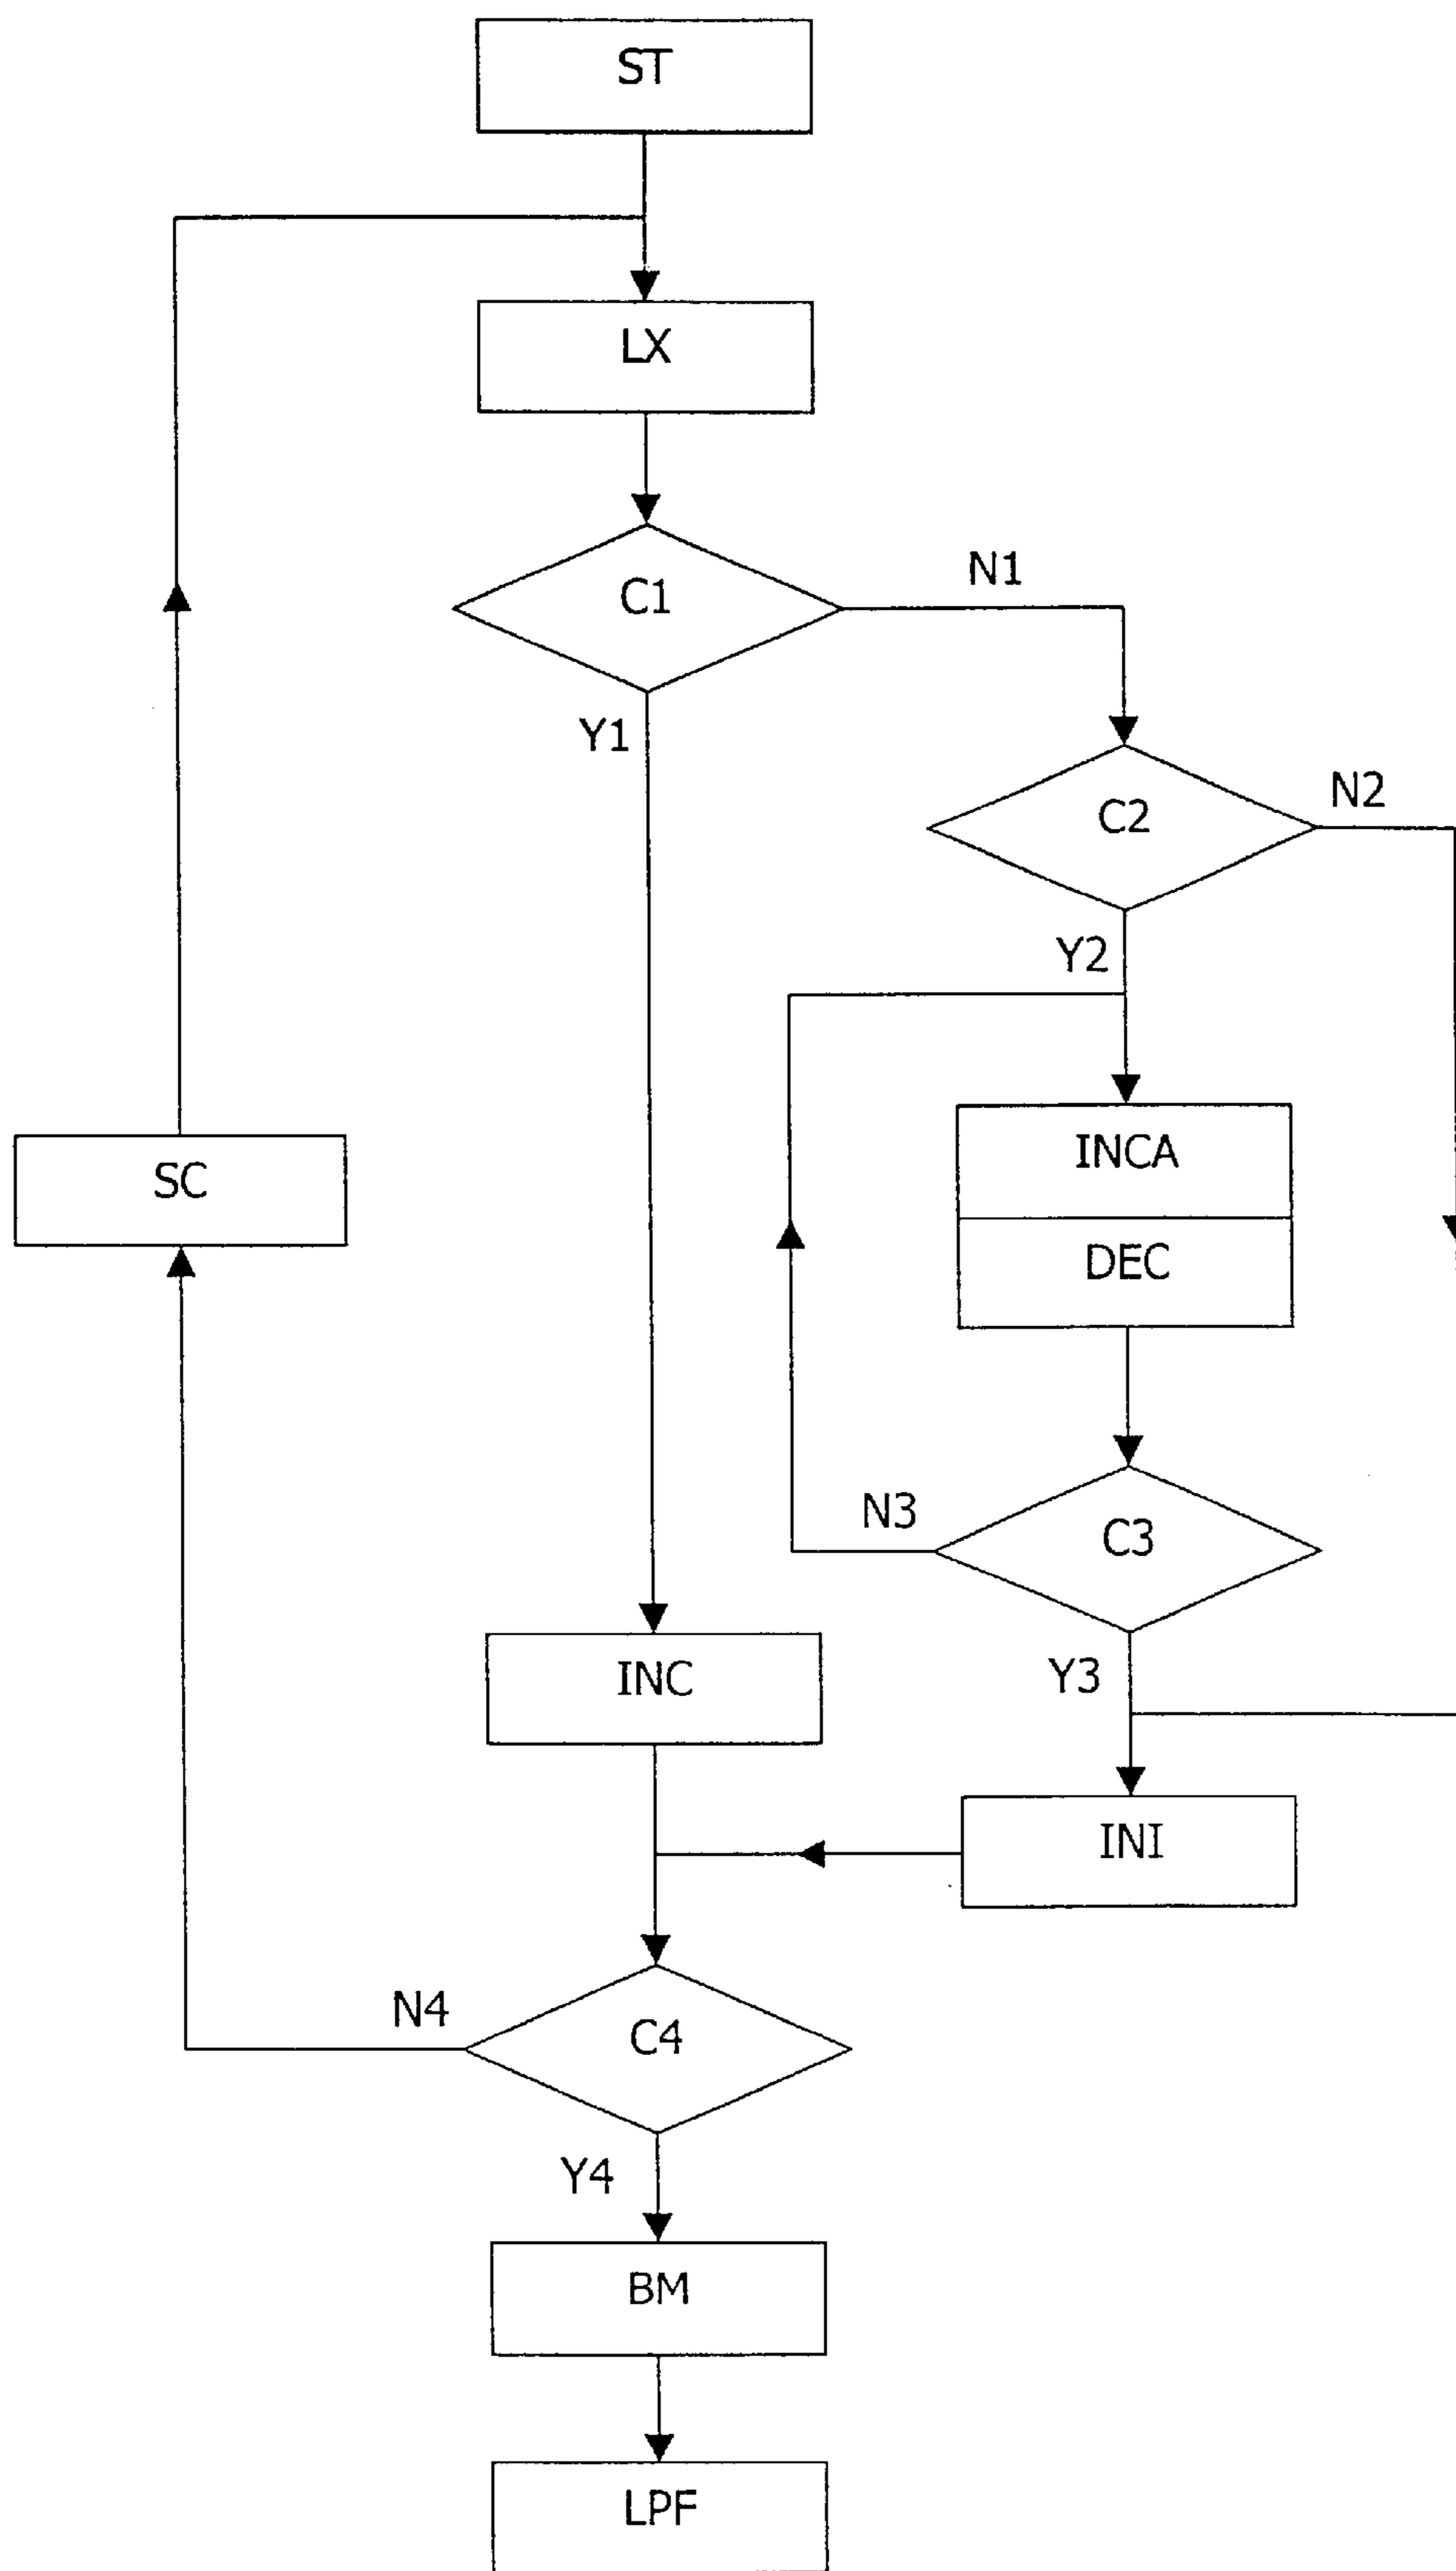 ST
LX
C1
N1
Y1
C2
N2
Y2
INCA
SC
DEC
N3
C3
INC
Y3
INI
N4
C4
Y4
BM
LPF